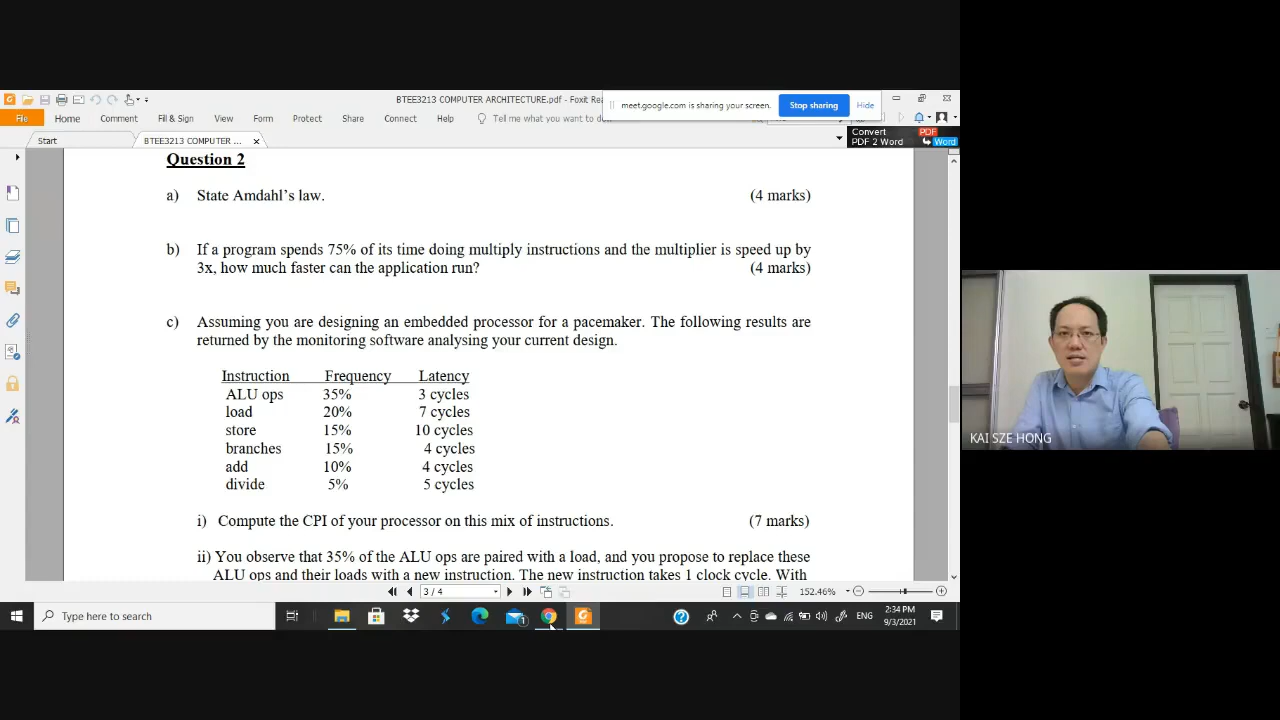 BTEE3213 COMPUTER ARCHITECTURE.pdf - Foxit Rea
meet.google.com is sharing your screen.
Stop sharing
Hide
File
Home
Comment
Fill & Sign
View
Form
Protect
Share
Connect
Help
Tell me what you want to do..
Convert
PDF 2 Word
PDF
Word
Start
BTEE3213 COMPUTER ...
Question 2
a) State Amdahl's law. (4 marks)
b) If a program spends 75% of its time doing multiply instructions and the multiplier is speed up by
3x, how much faster can the application run? (4 marks)
c) Assuming you are designing an embedded processor for a pacemaker. The following results are
returned by the monitoring software analysing your current design.
Instruction Frequency Latency
ALU ops 35% 3 cycles
load 20% 7 cycles
store 15% 10 cycles
branches 15% 4 cycles
add 10% 4 cycles
divide 5% 5 cycles
i) Compute the CPI of your processor on this mix of instructions. (7 marks)
ii) You observe that 35% of the ALU ops are paired with a load, and you propose to replace these
ALU ops and their loads with a new instruction. The new instruction takes 1 clock cycle. With
3 / 4
152.46%
KAI SZE HONG
Type here to search
1
ENG
2:34 PM
9/3/2021